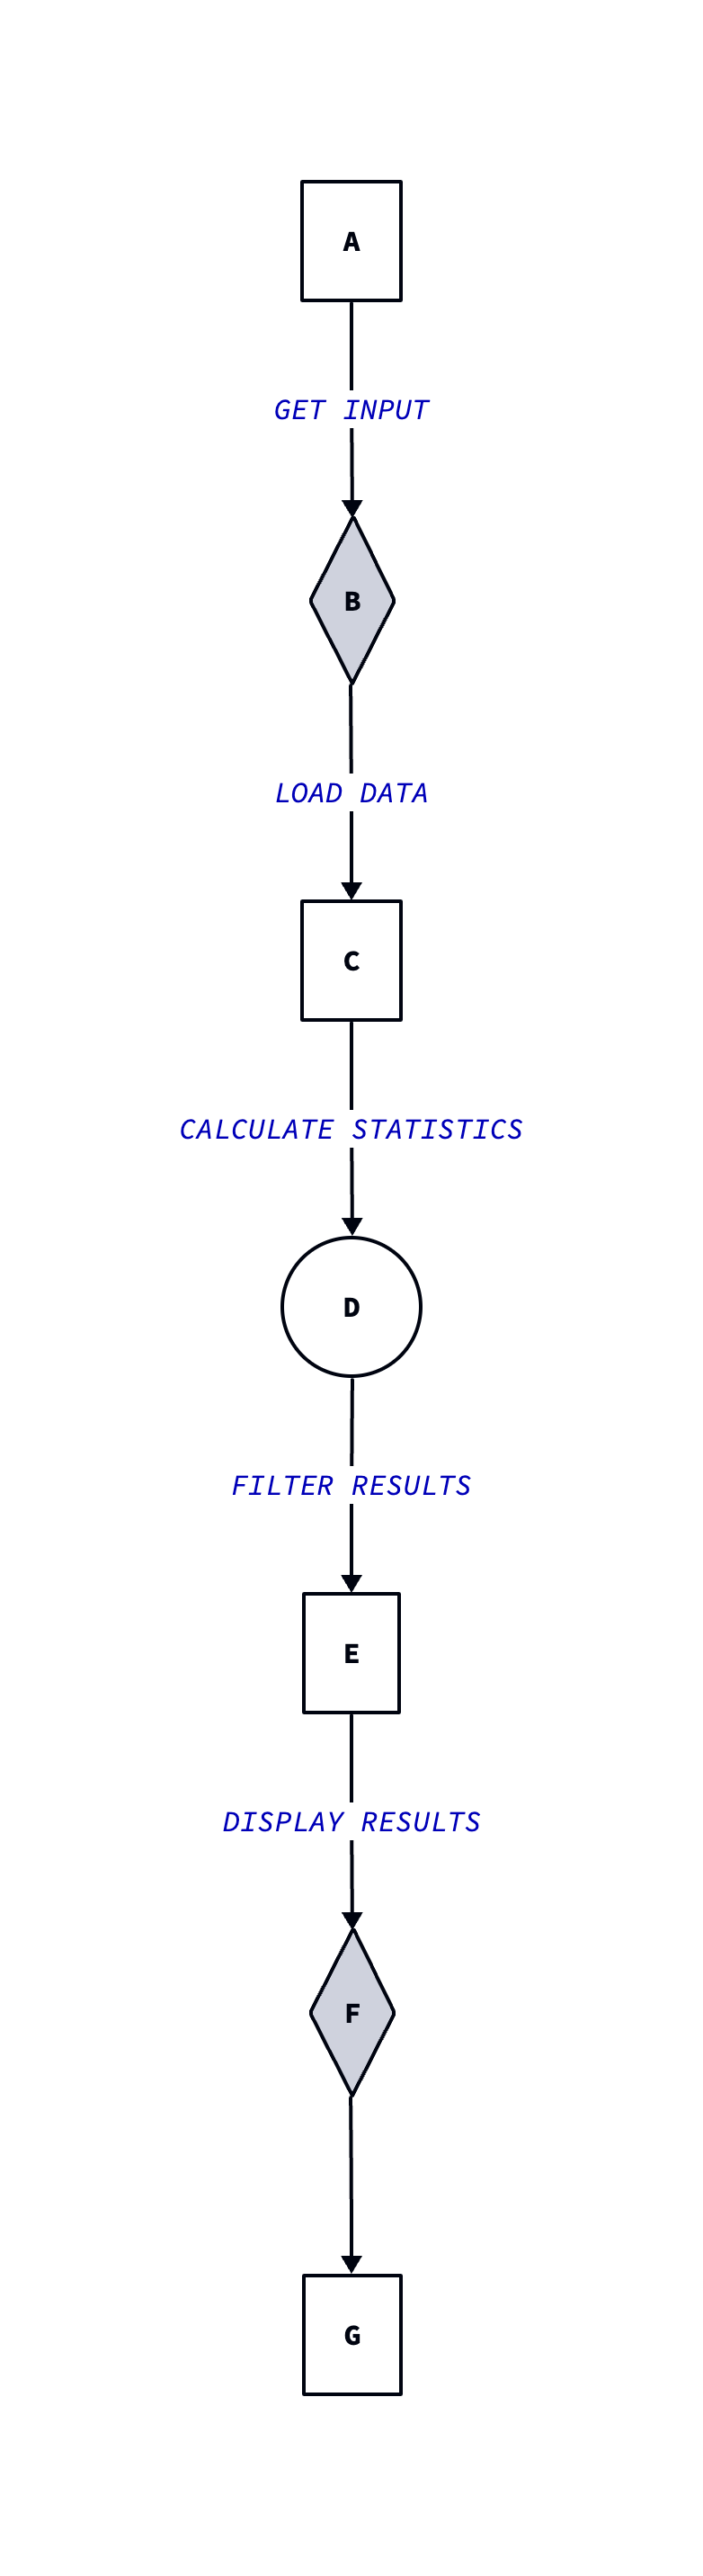 A
GET INPUT
B
LOAD DATA
C
CALCULATE STATISTICS
D
FILTER RESULTS
E
DISPLAY RESULTS
F
G